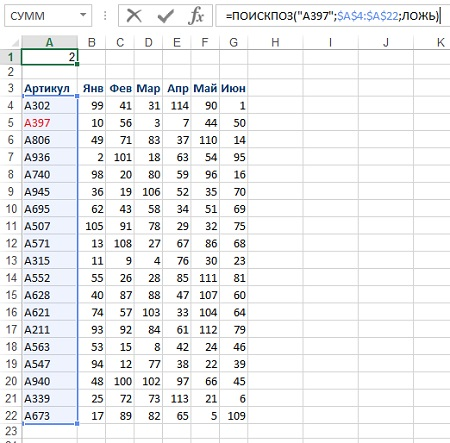 СУММ =ПОИСКПОЗ("A397";$A$4:$A$22;ЛОЖЬ)
A B C D E F G H I J K
1 2
2
3 Артикул Янв Фев Мар Апр Май Июн
4 A302 99 41 31 114 90 1
5 A397 10 56 3 7 44 50
6 A806 49 71 83 37 110 14
7 A936 2 101 18 63 54 95
8 A740 98 20 80 59 96 16
9 A945 36 19 106 52 35 70
10 A695 62 43 58 34 51 69
11 A507 105 91 78 29 32 75
12 A571 13 108 27 67 86 68
13 A315 11 9 4 76 30 23
14 A552 55 26 28 85 111 81
15 A628 40 87 88 47 107 60
16 A621 74 57 103 33 104 64
17 A211 93 92 84 61 112 79
18 A563 53 15 8 42 24 46
19 A547 94 12 77 38 22 39
20 A940 48 100 102 97 66 45
21 A339 25 72 73 113 21 6
22 A673 17 89 82 65 5 109
23